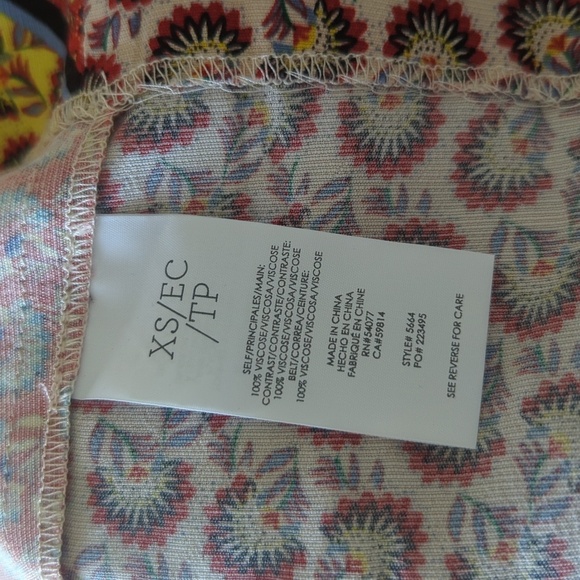 XS/EC
/TP
SELF/PRINCIPALES/MAIN:
100% VISCOSE/VISCOSA/VISCOSE
CONTRAST/CONTRASTE/CONTRASTE:
100% VISCOSE/VISCOSA/VISCOSE
BELT/CORREA/CEINTURE:
100% VISCOSE/VISCOSA/VISCOSE
MADE IN CHINA
HECHO EN CHINA
FABRIQUÉ EN CHINE
RN#54077
CA#59814
STYLE# 5664
PO# 223495
SEE REVERSE FOR CARE